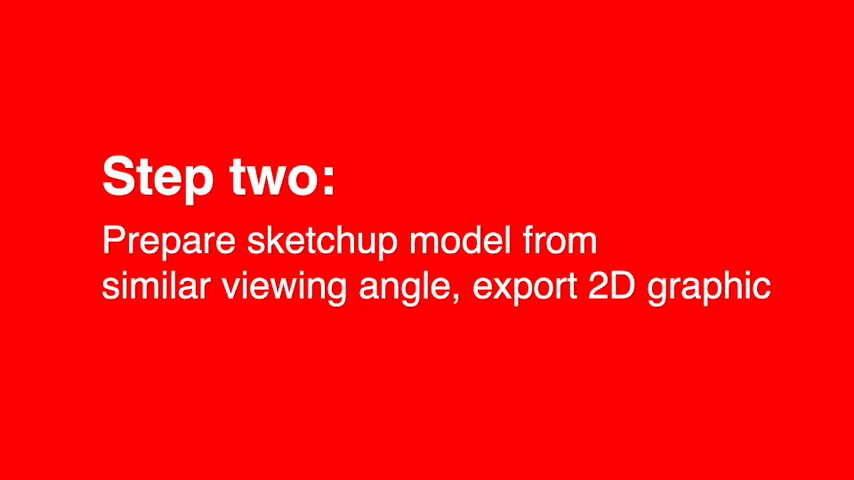 Step two:
Prepare sketchup model from
similar viewing angle, export 2D graphic